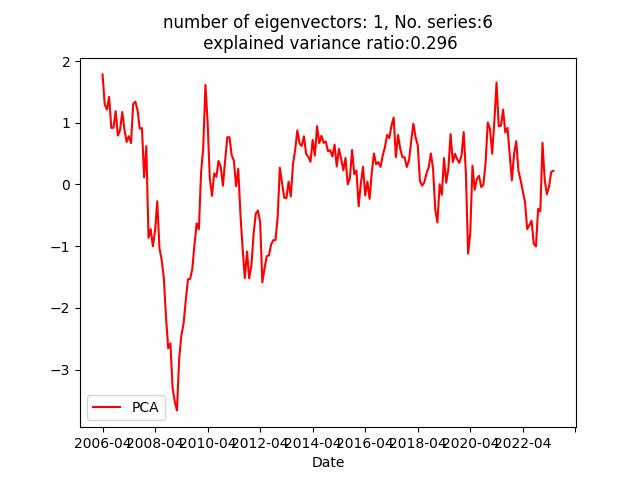 number of eigenvectors: 1, No. series:6
explained variance ratio:0.296
2
1
0
−1
−2
−3
PCA
2006-04 2008-04 2010-04 2012-04 2014-04 2016-04 2018-04 2020-04 2022-04
Date